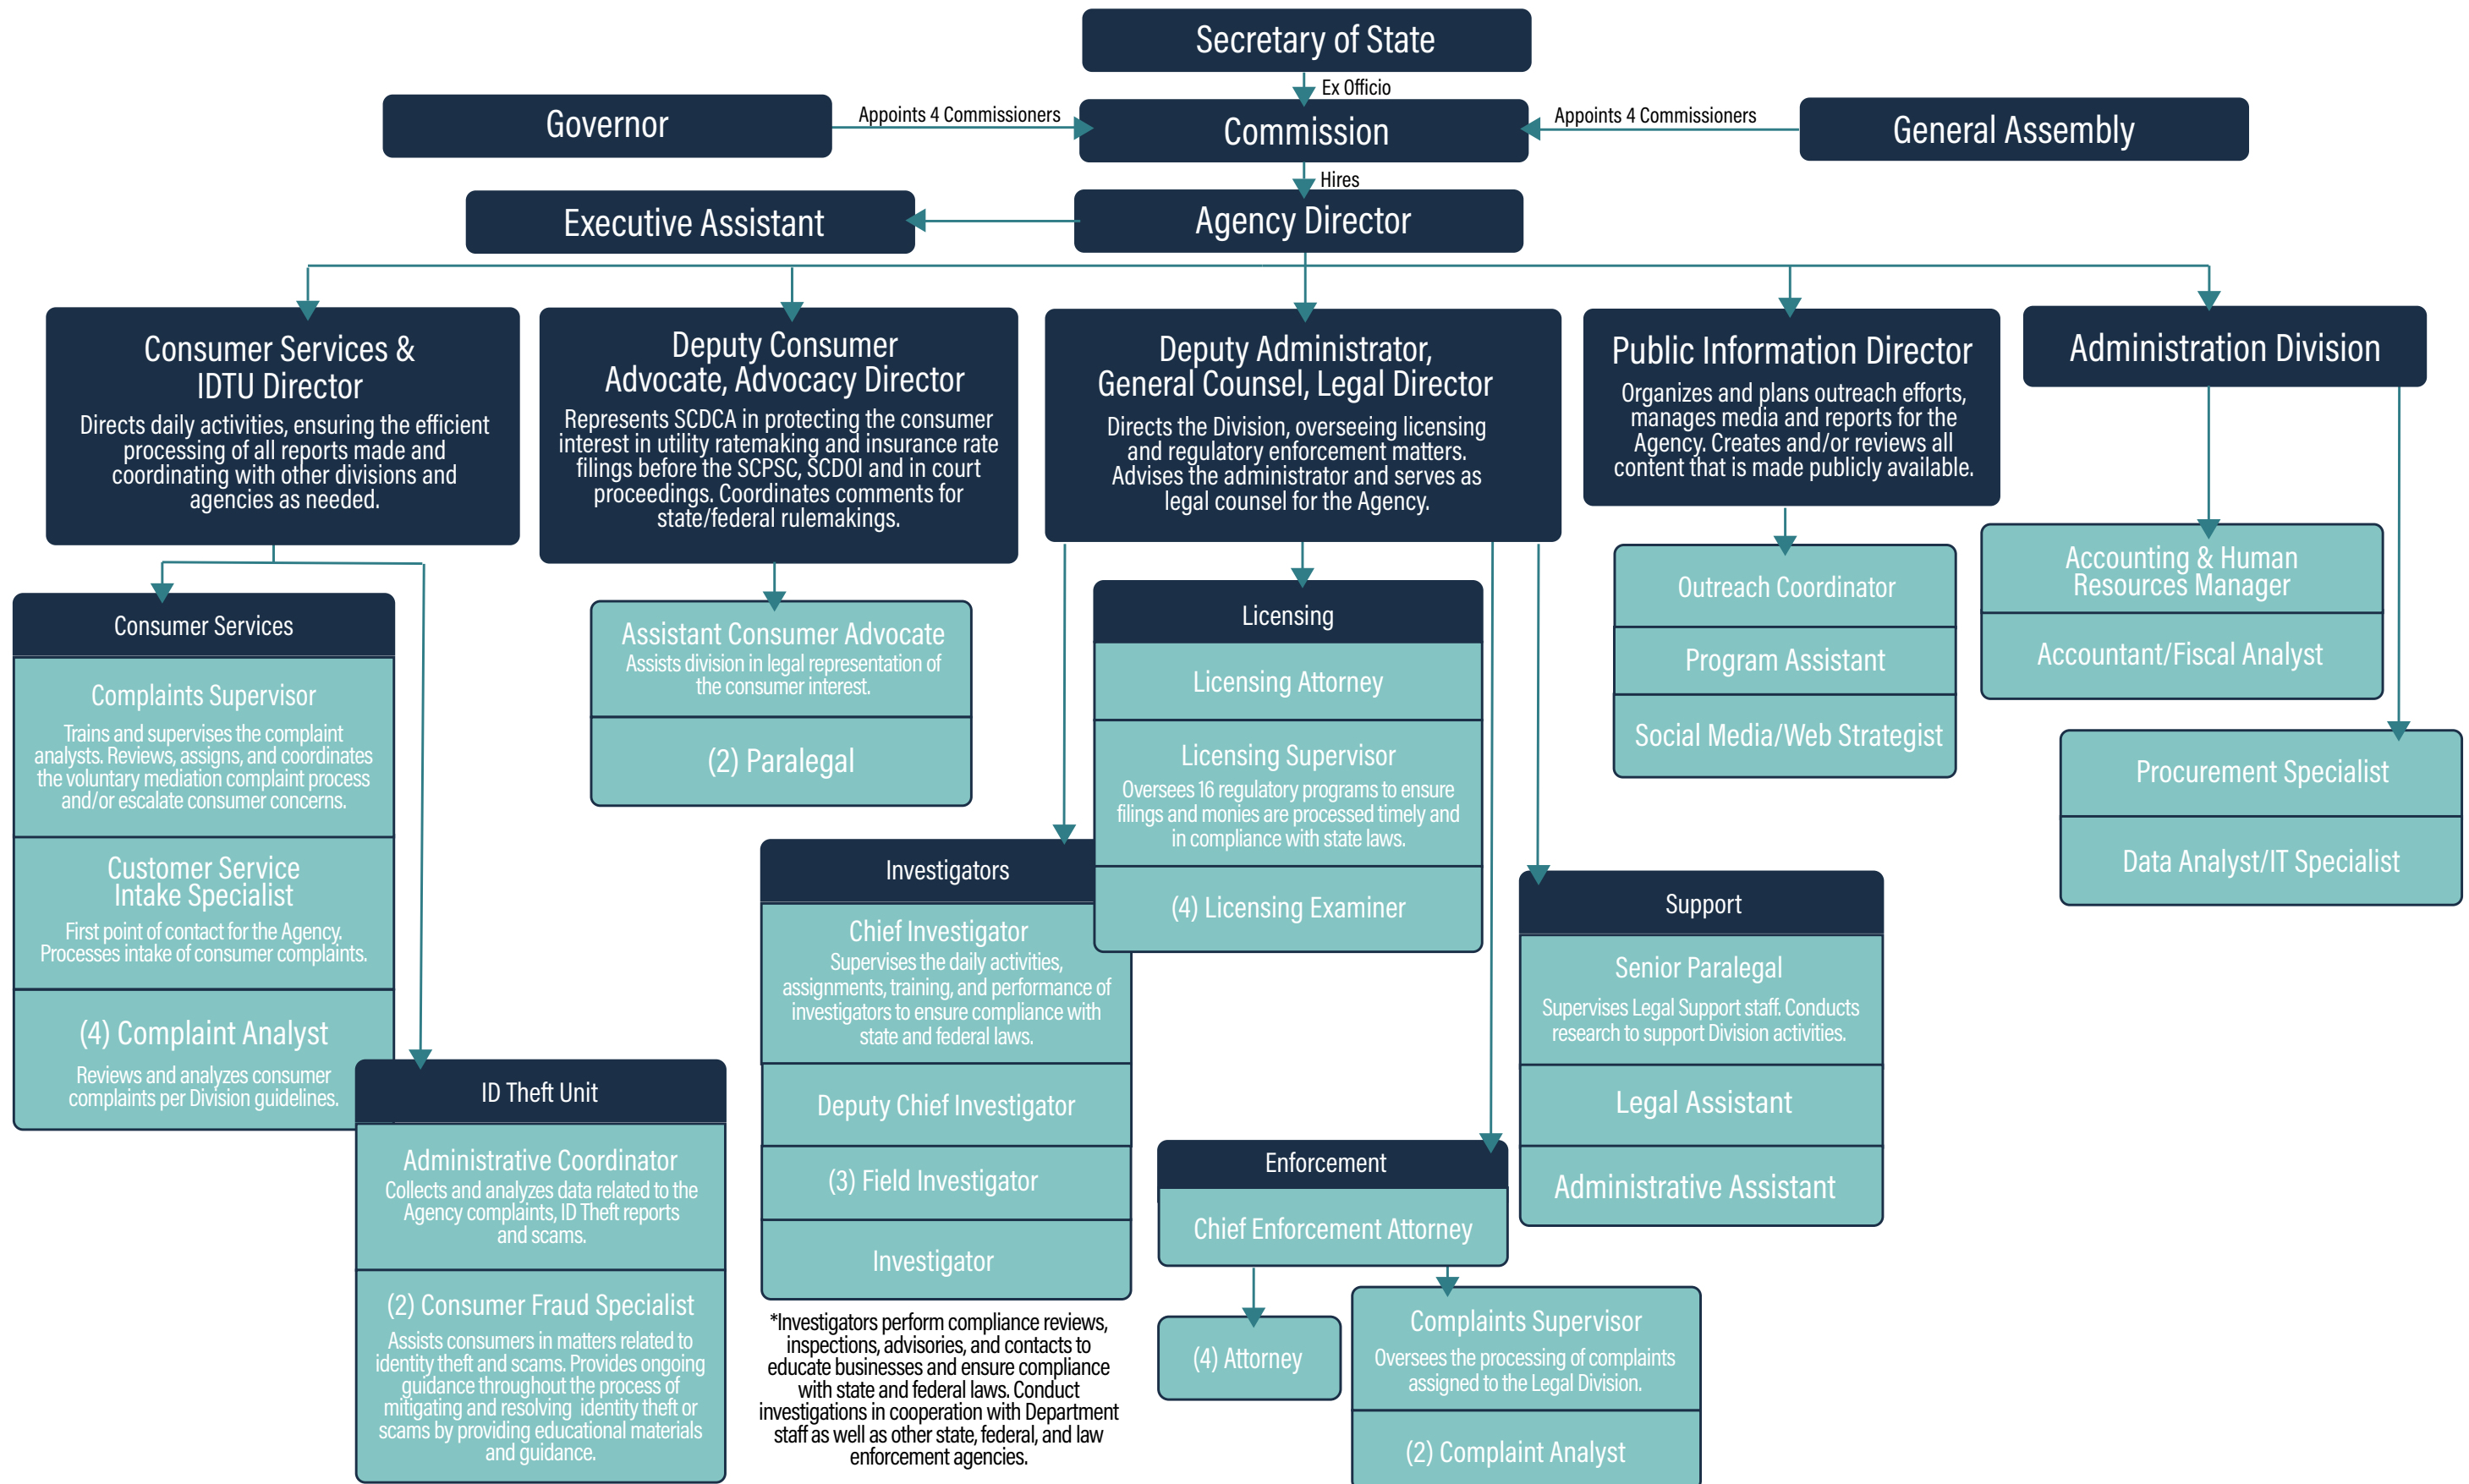 Secretary of State
Ex Officio
Governor
Appoints 4 Commissioners
Commission
Appoints 4 Commissioners
General Assembly
Hires
Executive Assistant
Agency Director
Consumer Services &
IDTU Director
Directs daily activities, ensuring the efficient
processing of all reports made and
coordinating with other divisions and
agencies as needed.
Deputy Consumer
Advocate, Advocacy Director
Represents SCDCA in protecting the consumer
interest in utility ratemaking and insurance rate
filings before the SCPSC, SCDOI and in court
proceedings. Coordinates comments for
state/federal rulemakings.
Deputy Administrator,
General Counsel, Legal Director
Directs the Division, overseeing licensing
and regulatory enforcement matters.
Advises the administrator and serves as
legal counsel for the Agency.
Public Information Director
Organizes and plans outreach efforts,
manages media and reports for the
Agency. Creates and/or reviews all
content that is made publicly available.
Administration Division
Consumer Services
Complaints Supervisor
Trains and supervises the complaint
analysts. Reviews, assigns, and coordinates
the voluntary mediation complaint process
and/or escalate consumer concerns.
Customer Service
Intake Specialist
First point of contact for the Agency.
Processes intake of consumer complaints.
(4) Complaint Analyst
Reviews and analyzes consumer
complaints per Division guidelines.
ID Theft Unit
Administrative Coordinator
Collects and analyzes data related to the
Agency complaints, ID Theft reports
and scams.
(2) Consumer Fraud Specialist
Assists consumers in matters related to
identity theft and scams. Provides ongoing
guidance throughout the process of
mitigating and resolving identity theft or
scams by providing educational materials
and guidance.
Assistant Consumer Advocate
Assists division in legal representation of
the consumer interest.
(2) Paralegal
Investigators
Chief Investigator
Supervises the daily activities,
assignments, training, and performance of
investigators to ensure compliance with
state and federal laws.
Deputy Chief Investigator
(3) Field Investigator
Investigator
*Investigators perform compliance reviews,
inspections, advisories, and contacts to
educate businesses and ensure compliance
with state and federal laws. Conduct
investigations in cooperation with Department
staff as well as other state, federal, and law
enforcement agencies.
Licensing
Licensing Attorney
Licensing Supervisor
Oversees 16 regulatory programs to ensure
filings and monies are processed timely and
in compliance with state laws.
(4) Licensing Examiner
Enforcement
Chief Enforcement Attorney
(4) Attorney
Complaints Supervisor
Oversees the processing of complaints
assigned to the Legal Division.
(2) Complaint Analyst
Support
Senior Paralegal
Supervises Legal Support staff. Conducts
research to support Division activities.
Legal Assistant
Administrative Assistant
Outreach Coordinator
Program Assistant
Social Media/Web Strategist
Accounting & Human
Resources Manager
Accountant/Fiscal Analyst
Procurement Specialist
Data Analyst/IT Specialist